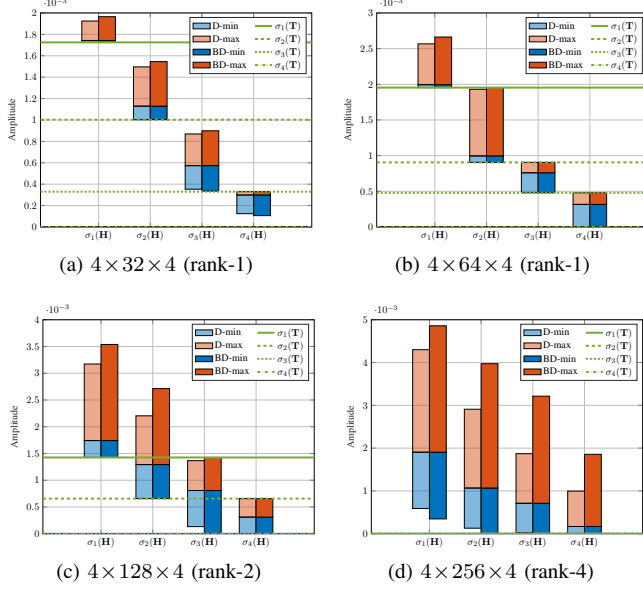 ·10⁻³
2
1.8
1.6
1.4
1.2
1
0.8
0.6
0.4
0.2
0
Amplitude
D-min
D-max
BD-min
BD-max
σ₁(T)
σ₂(T)
σ₃(T)
σ₄(T)
σ₁(H) σ₂(H) σ₃(H) σ₄(H)
(a) 4×32×4 (rank-1)
·10⁻³
3
2.5
2
1.5
1
0.5
0
Amplitude
D-min
D-max
BD-min
BD-max
σ₁(T)
σ₂(T)
σ₃(T)
σ₄(T)
σ₁(H) σ₂(H) σ₃(H) σ₄(H)
(b) 4×64×4 (rank-1)
·10⁻³
4
3.5
3
2.5
2
1.5
1
0.5
0
Amplitude
D-min
D-max
BD-min
BD-max
σ₁(T)
σ₂(T)
σ₃(T)
σ₄(T)
σ₁(H) σ₂(H) σ₃(H) σ₄(H)
(c) 4×128×4 (rank-2)
·10⁻³
5
4
3
2
1
0
Amplitude
D-min
D-max
BD-min
BD-max
σ₁(T)
σ₂(T)
σ₃(T)
σ₄(T)
σ₁(H) σ₂(H) σ₃(H) σ₄(H)
(d) 4×256×4 (rank-4)